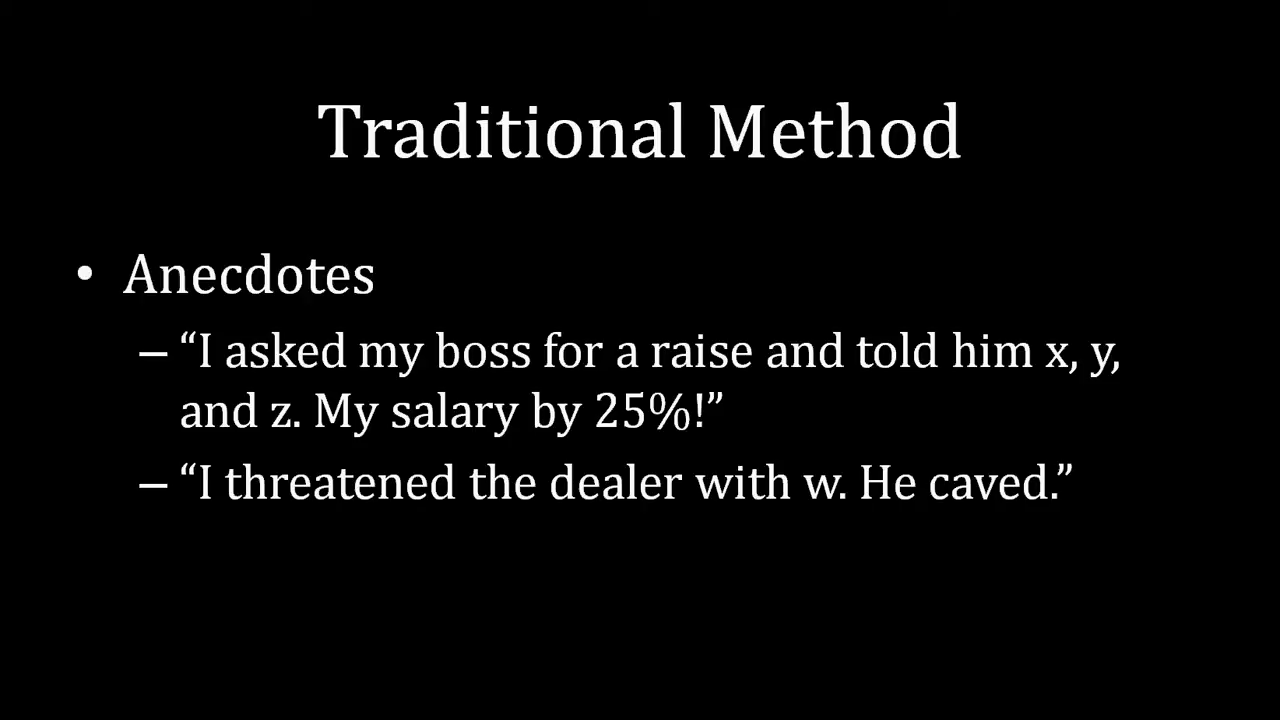 Traditional Method
• Anecdotes
– “I asked my boss for a raise and told him x, y,
and z. My salary by 25%!”
– “I threatened the dealer with w. He caved.”